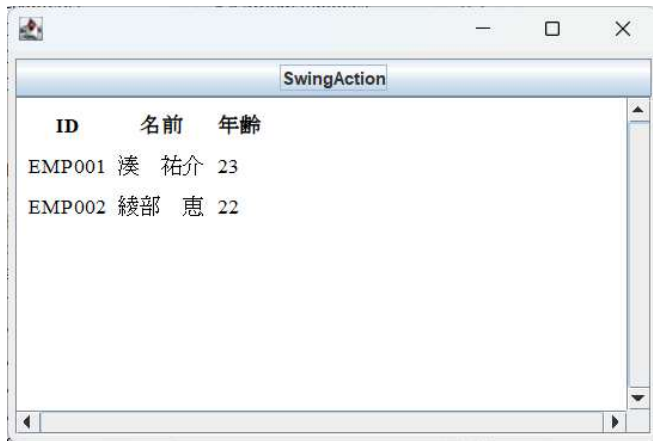 SwingAction
ID 名前 年齢
EMP001 湊　祐介 23
EMP002 綾部　恵 22